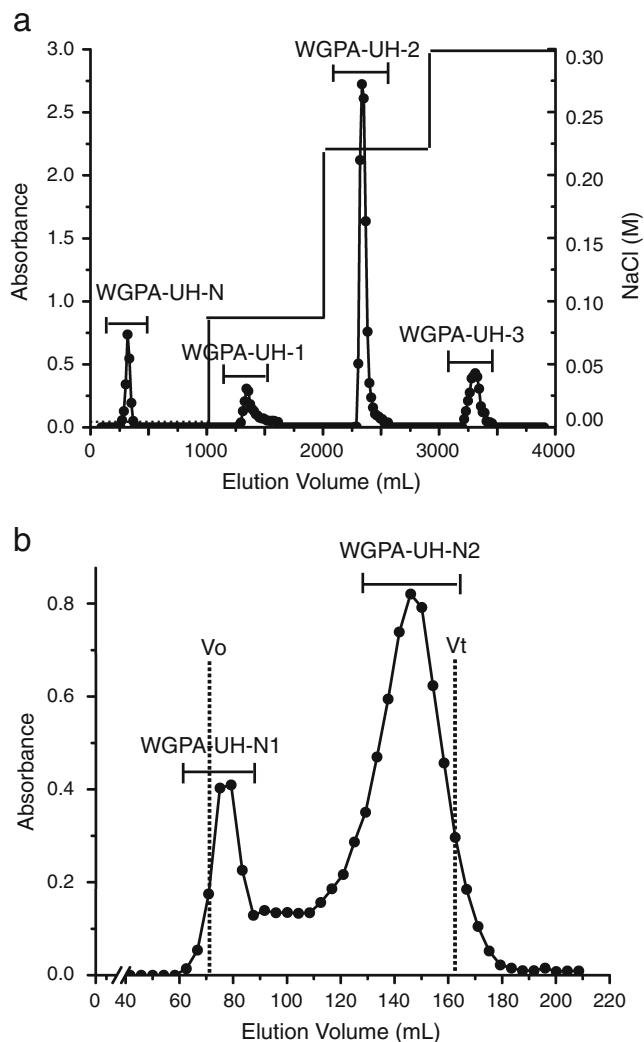 a
WGPA-UH-2
3.0
0.30
2.5
0.25
2.0
0.20
1.5
0.15
WGPA-UH-N
1.0
0.10
WGPA-UH-3
WGPA-UH-1
0.5
0.05
0.00
0.0
0 1000 2000 3000 4000
Absorbance
NaCl (M)
Elution Volume (mL)
b
WGPA-UH-N2
0.8
Vo
Vt
0.6
WGPA-UH-N1
0.4
0.2
0.0
0 40 60 80 100 120 140 160 180 200 220
Absorbance
Elution Volume (mL)